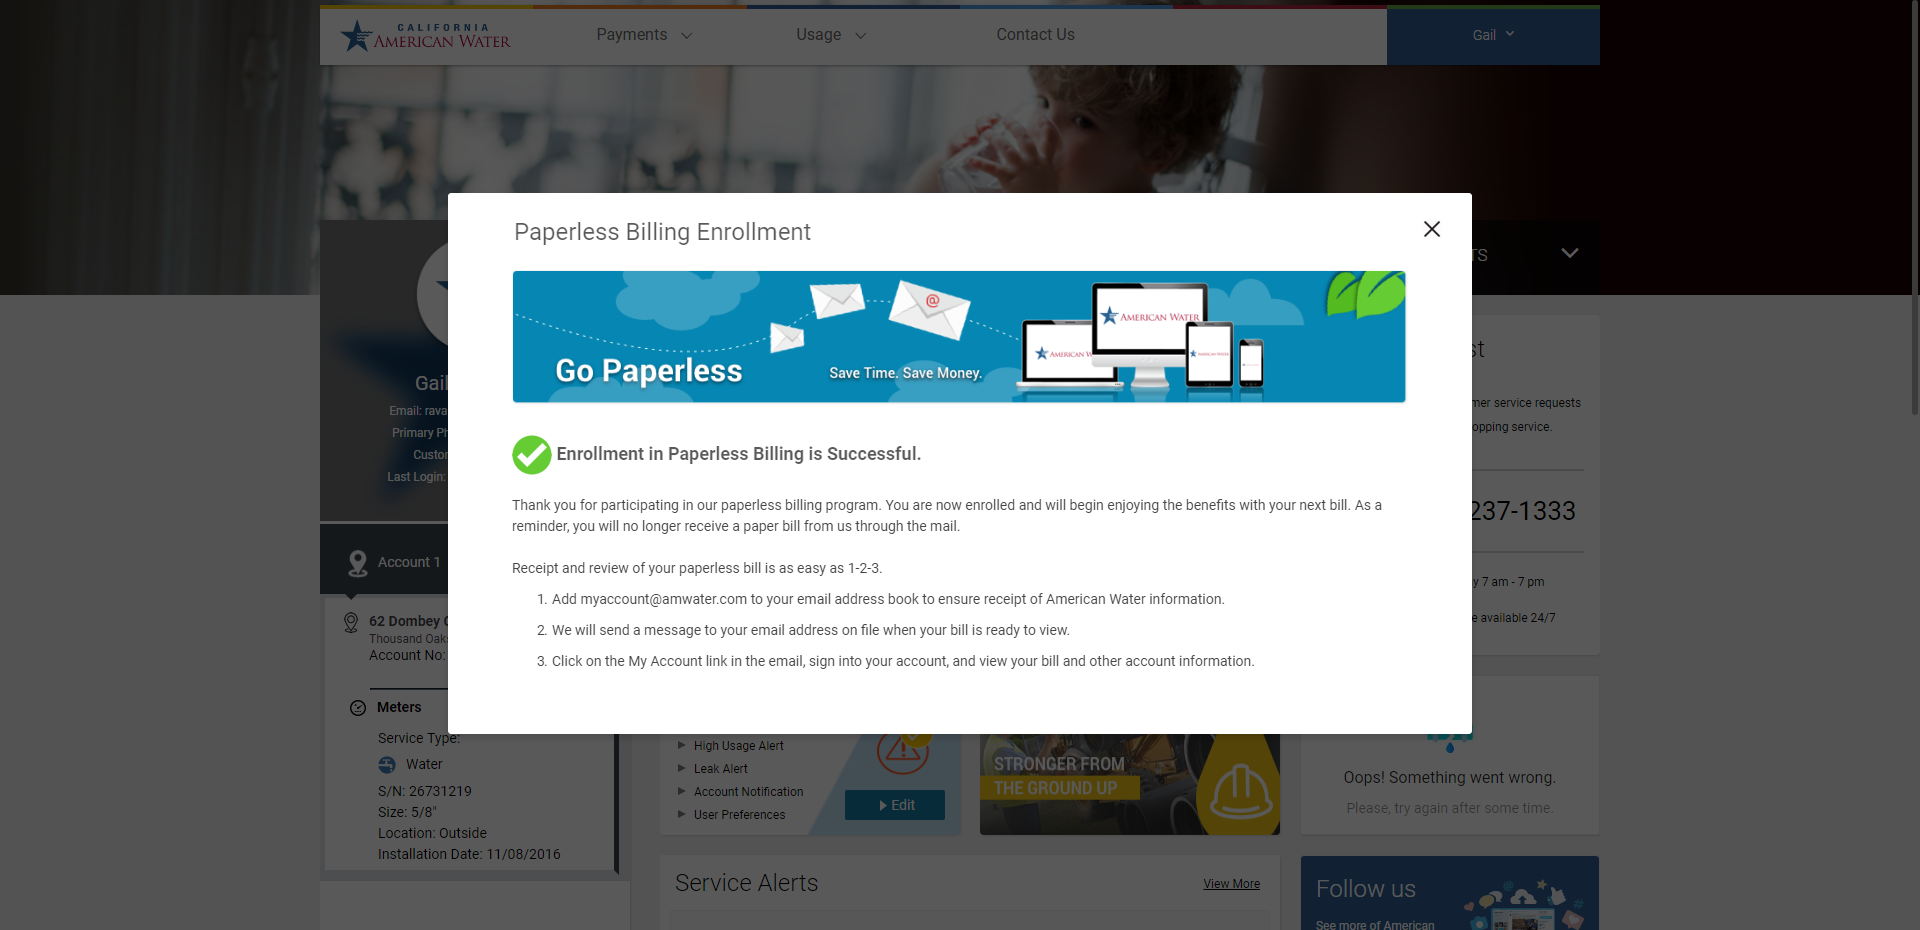 CALIFORNIA
AMERICAN WATER
Payments
Usage
Contact Us
Gail
Paperless Billing Enrollment
@
AMERICAN WATER
AMERICAN
Go Paperless
Save Time. Save Money.
Enrollment in Paperless Billing is Successful.
Thank you for participating in our paperless billing program. You are now enrolled and will begin enjoying the benefits with your next bill. As a
reminder, you will no longer receive a paper bill from us through the mail.
Receipt and review of your paperless bill is as easy as 1-2-3.
1. Add myaccount@amwater.com to your email address book to ensure receipt of American Water information.
2. We will send a message to your email address on file when your bill is ready to view.
3. Click on the My Account link in the email, sign into your account, and view your bill and other account information.
Gail
Email: rava
Primary Ph
Custor
Last Login:
Account 1
62 Dombey
Thousand Oak
Account No:
Meters
Service Type:
Water
S/N: 26731219
Size: 5/8"
Location: Outside
Installation Date: 11/08/2016
TS
st
mer service requests
opping service.
237-1333
y 7 am - 7 pm
e available 24/7
High Usage Alert
Leak Alert
Account Notification
User Preferences
Edit
STRONGER FROM
THE GROUND UP
Oops! Something went wrong.
Please, try again after some time.
Service Alerts
View More
Follow us
See more of American